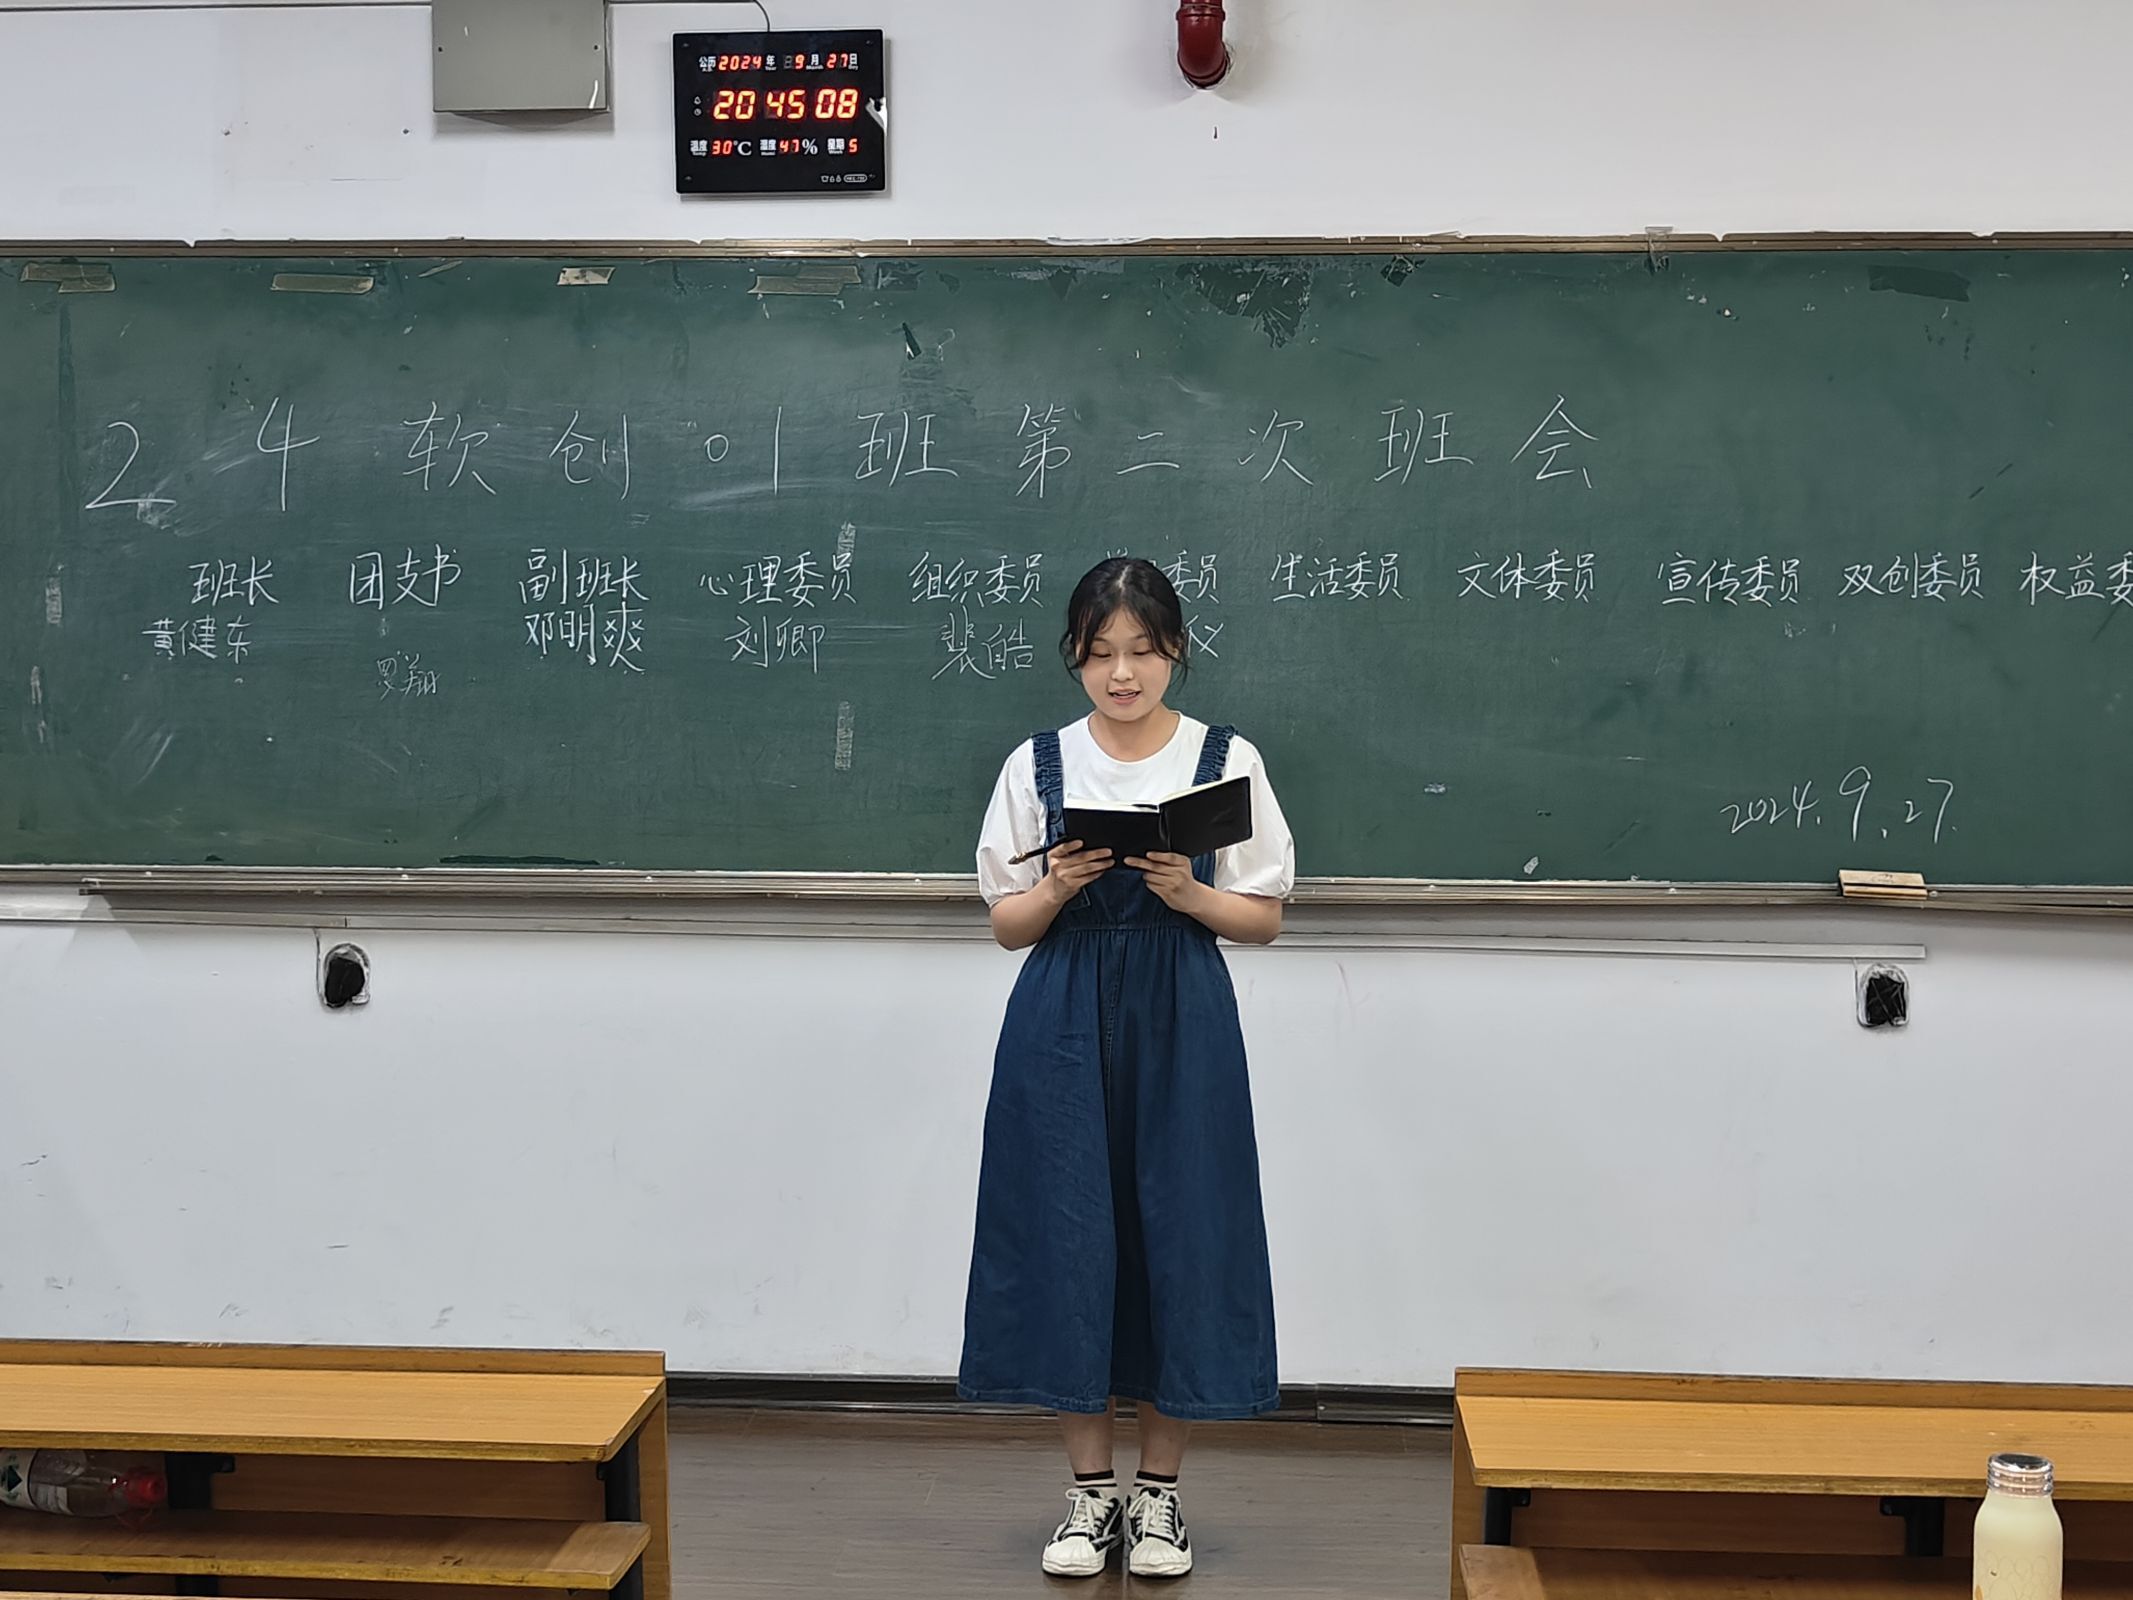 公历 2024 年 9 月 27 日
20 45 08
温度 30 ℃ 湿度 47 % 星期 5
24 软创 01 班第二次班会
班长 团支书 副班长 心理委员 组织委员 委员 生活委员 文体委员 宣传委员 双创委员 权益委
黄健东 罗翔 邓明爽 刘卿 裴皓 仪
2024.9.27.